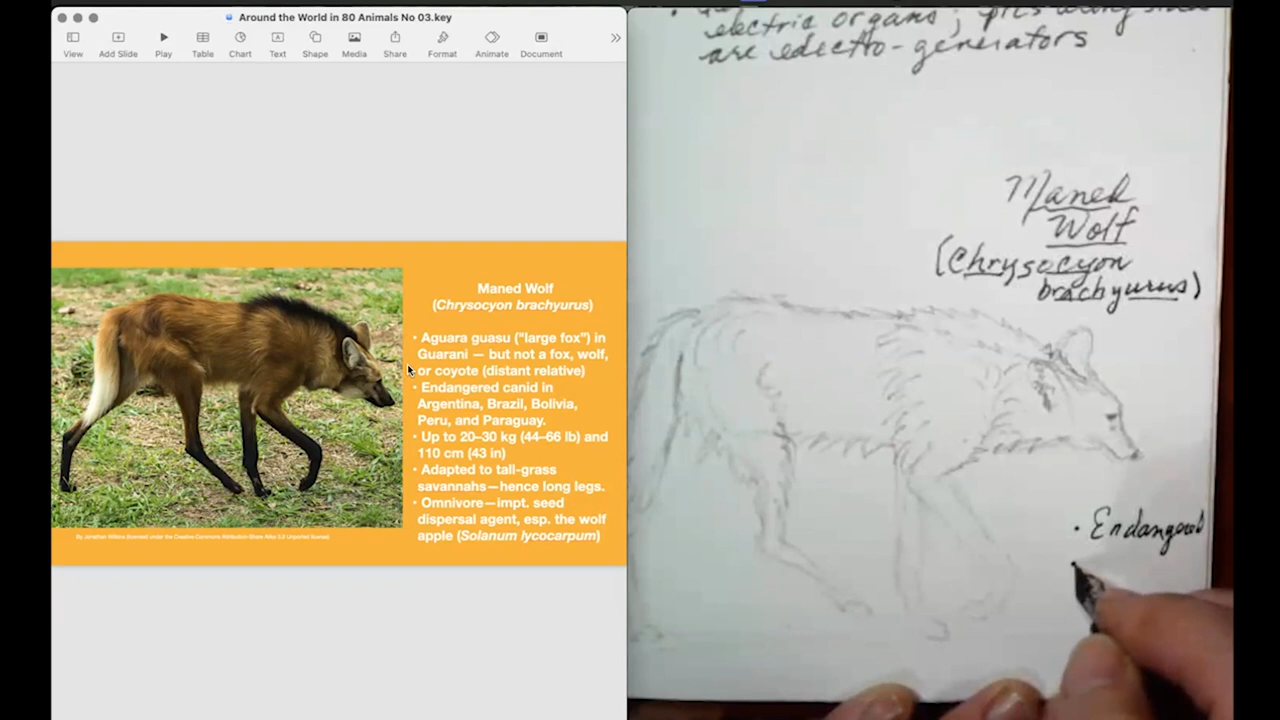 Around the World in 80 Animals No 03.key
View Add Slide Play Table Chart Text Shape Media Share Format Animate Document
Maned Wolf
(Chrysocyon brachyurus)
· Aguara guasu ("large fox") in
Guarani — but not a fox, wolf,
or coyote (distant relative)
· Endangered canid in
Argentina, Brazil, Bolivia,
Peru, and Paraguay.
· Up to 20–30 kg (44–66 lb) and
110 cm (43 in)
· Adapted to tall-grass
savannahs—hence long legs.
· Omnivore—impt. seed
dispersal agent, esp. the wolf
apple (Solanum lycocarpum)
electric organs; along
are electro-generators
Maned
Wolf
(Chrysocyon
brachyurus)
· Endangered